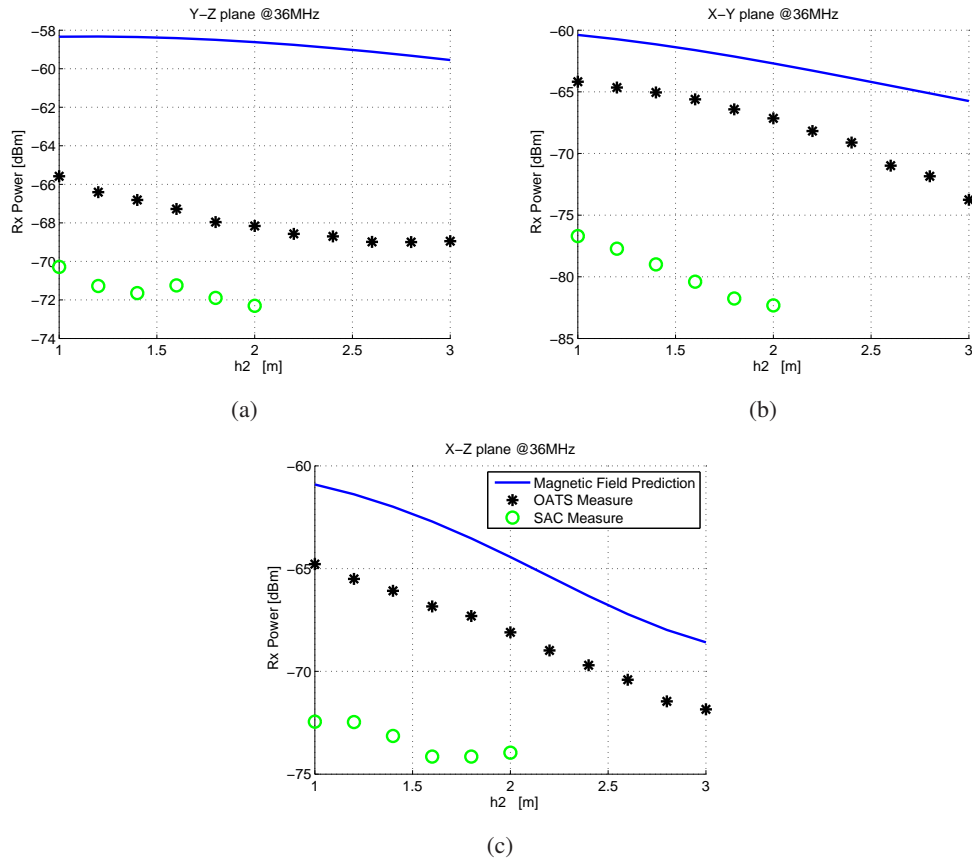 Y−Z plane @36MHz
−58
−60
−62
−64
−66
−68
−70
−72
−74
Rx Power [dBm]
1 1.5 2 2.5 3
h2 [m]
(a)
X−Y plane @36MHz
−60
−65
−70
−75
−80
−85
Rx Power [dBm]
1 1.5 2 2.5 3
h2 [m]
(b)
X−Z plane @36MHz
−60
−65
−70
−75
Rx Power [dBm]
Magnetic Field Prediction
OATS Measure
SAC Measure
1 1.5 2 2.5 3
h2 [m]
(c)